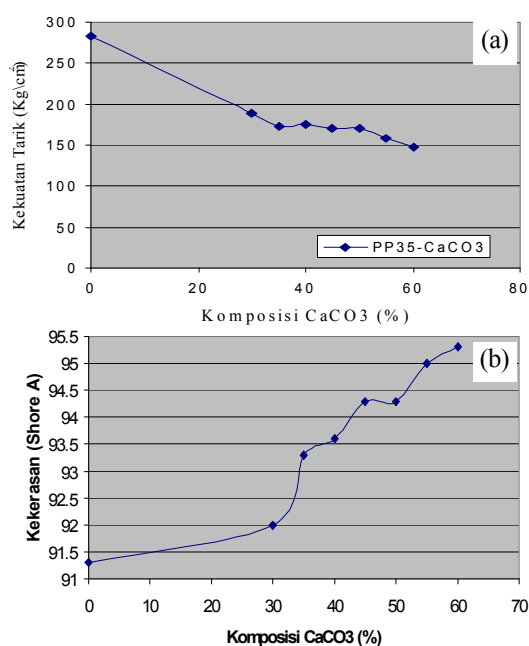 (a)
Kekuatan Tarik (Kg\cm²)
300
250
200
150
100
50
0
0 20 40 60 80
PP35-CaCO3
Komposisi CaCO3 (%)
(b)
Kekerasan (Shore A)
95.5
95
94.5
94
93.5
93
92.5
92
91.5
91
0 10 20 30 40 50 60 70
Komposisi CaCO3 (%)